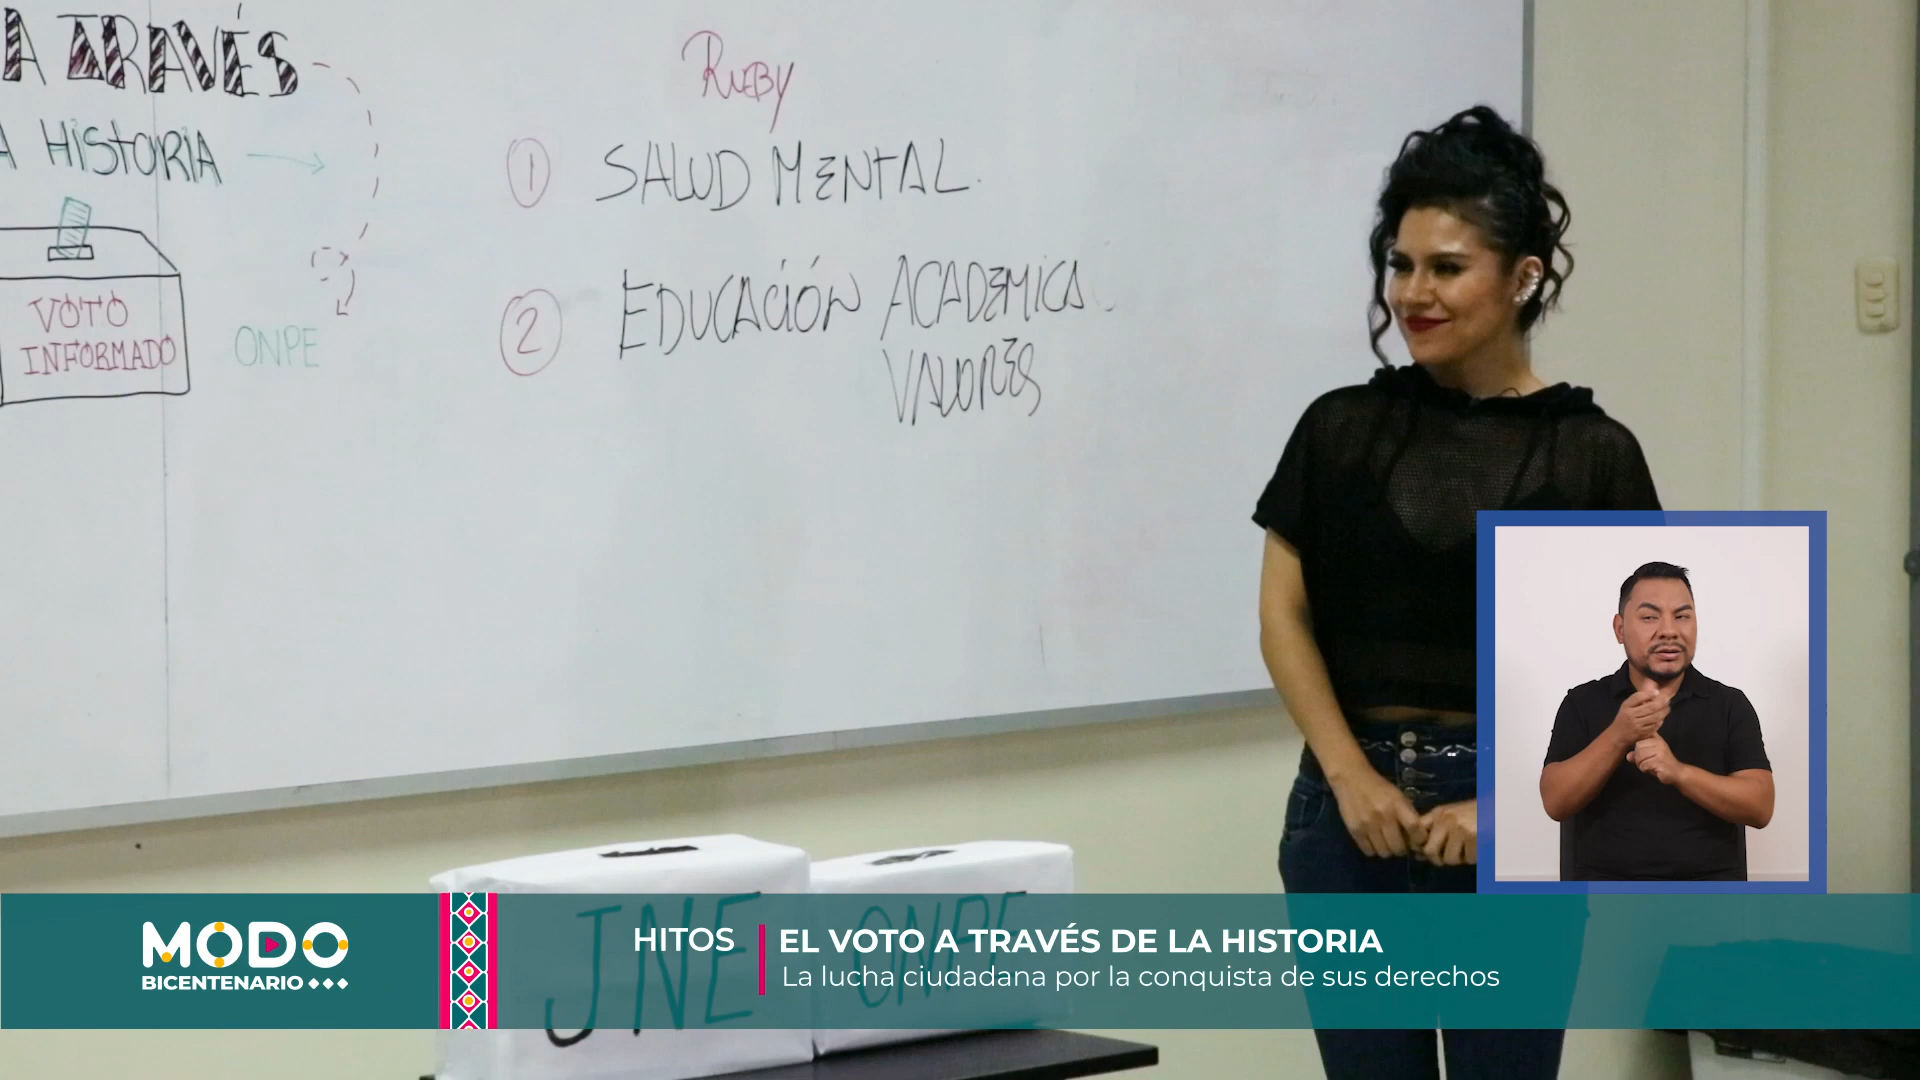 A TRAVÉS
A HISTORIA
VOTO
INFORMADO
ONPE
RUBY
1 SALUD MENTAL.
2 EDUCACIÓN ACADEMICA
VALORES
JNE
ONPE
MODO
BICENTENARIO
HITOS
EL VOTO A TRAVÉS DE LA HISTORIA
La lucha ciudadana por la conquista de sus derechos